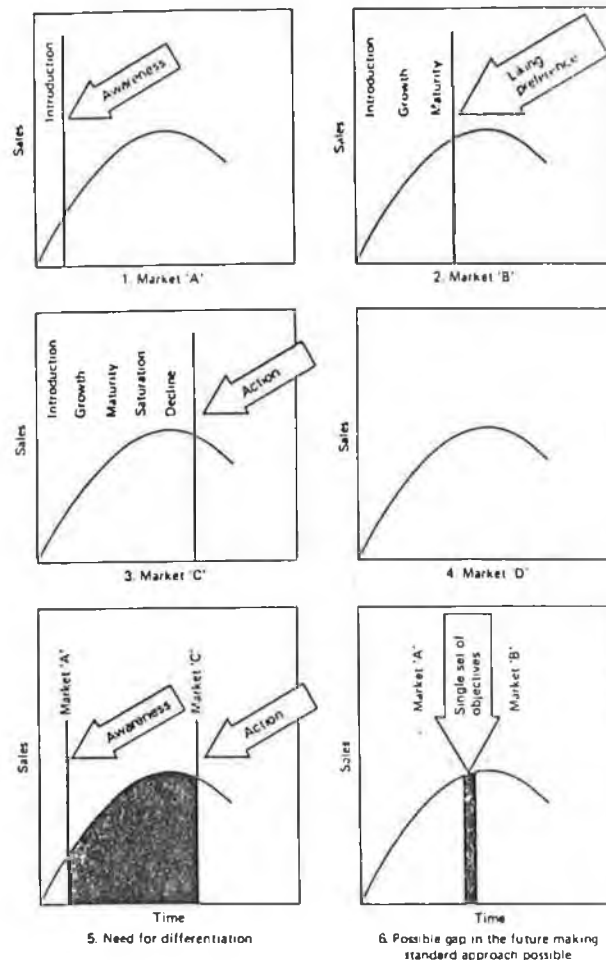 Introduction
Awareness
Sales
1. Market 'A'
Introduction
Growth
Maturity
Liking
preference
Sales
2. Market 'B'
Introduction
Growth
Maturity
Saturation
Decline
Action
Sales
3. Market 'C'
Sales
4. Market 'D'
Market 'A'
Awareness
Market 'C'
Action
Sales
Time
5. Need for differentiation
Market 'A'
Single set of
objectives
Market 'B'
Sales
Time
6. Possible gap in the future making
standard approach possible